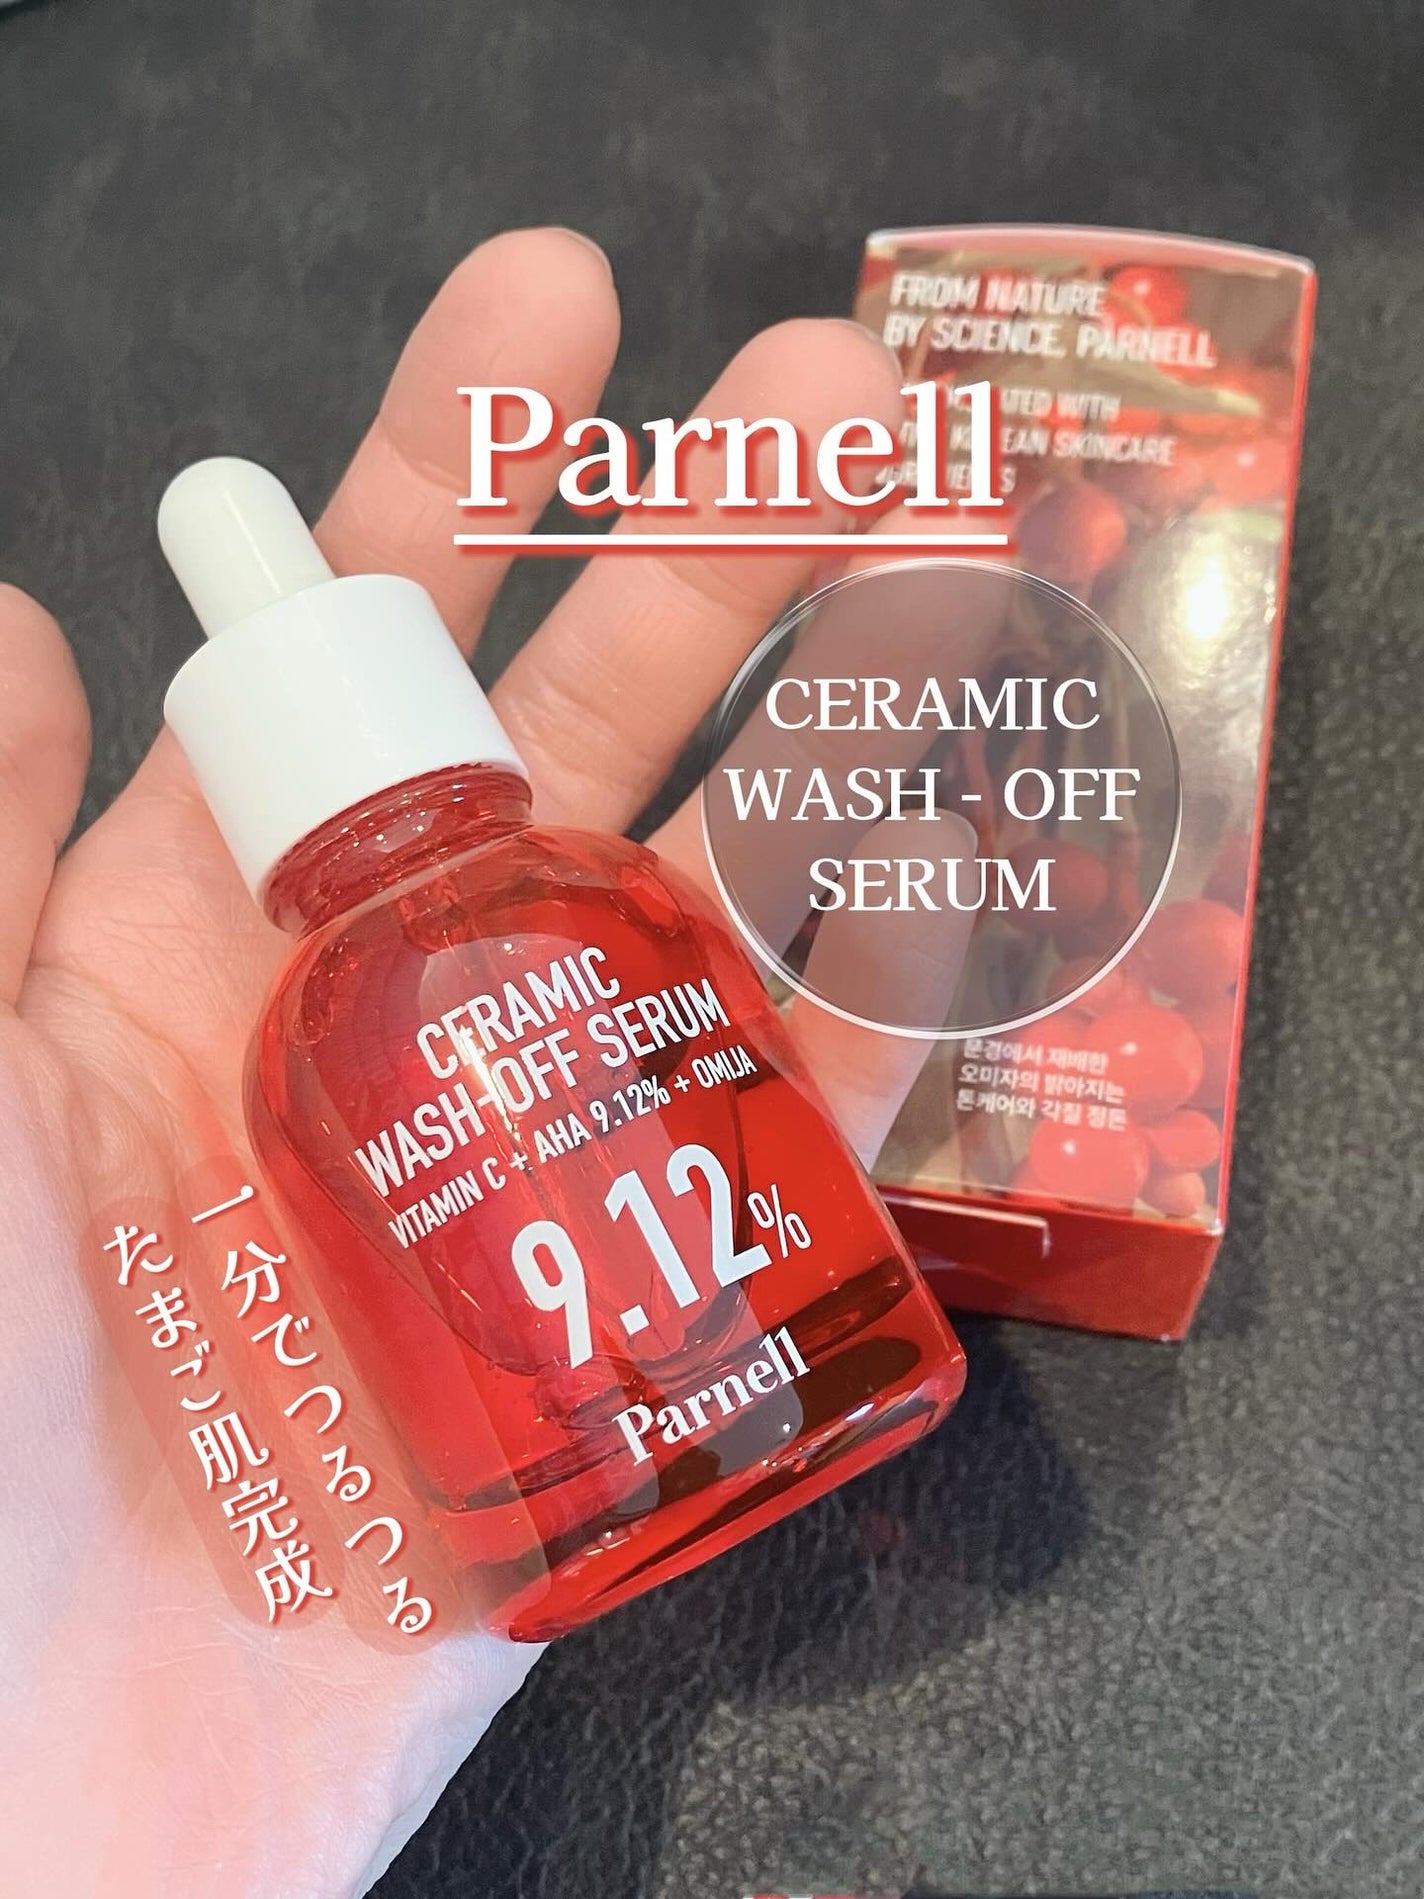 FROM NATURE
BY SCIENCE, PARNELL
WITH
SKINCARE
Parnell
CERAMIC
WASH - OFF
SERUM
CERAMIC
WASH-OFF SERUM
VITAMIN C + AHA 9.12% + OMIJA
9.12%
Parnell
문경에서 재배한
오미자의 밝아지는
톤케어와 각질 정돈
一分でつるつる
たまご肌完成